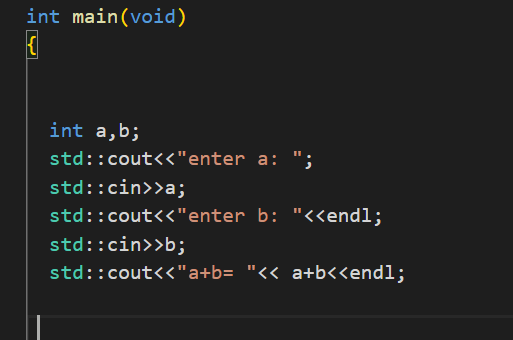 int main(void)
{
int a,b;
std::cout<<"enter a: ";
std::cin>>a;
std::cout<<"enter b: "<<endl;
std::cin>>b;
std::cout<<"a+b= "<< a+b<<endl;